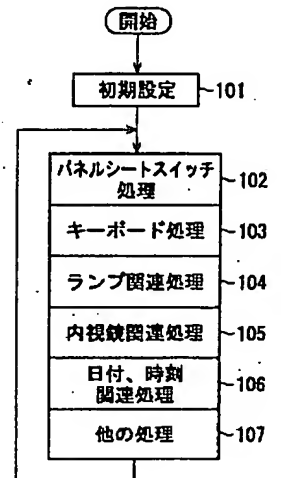 開始
初期設定 ~101
パネルシートスイッチ
処理 ~102
キーボード処理 ~103
ランプ関連処理 ~104
内視鏡関連処理 ~105
日付、時刻
関連処理 ~106
他の処理 ~107